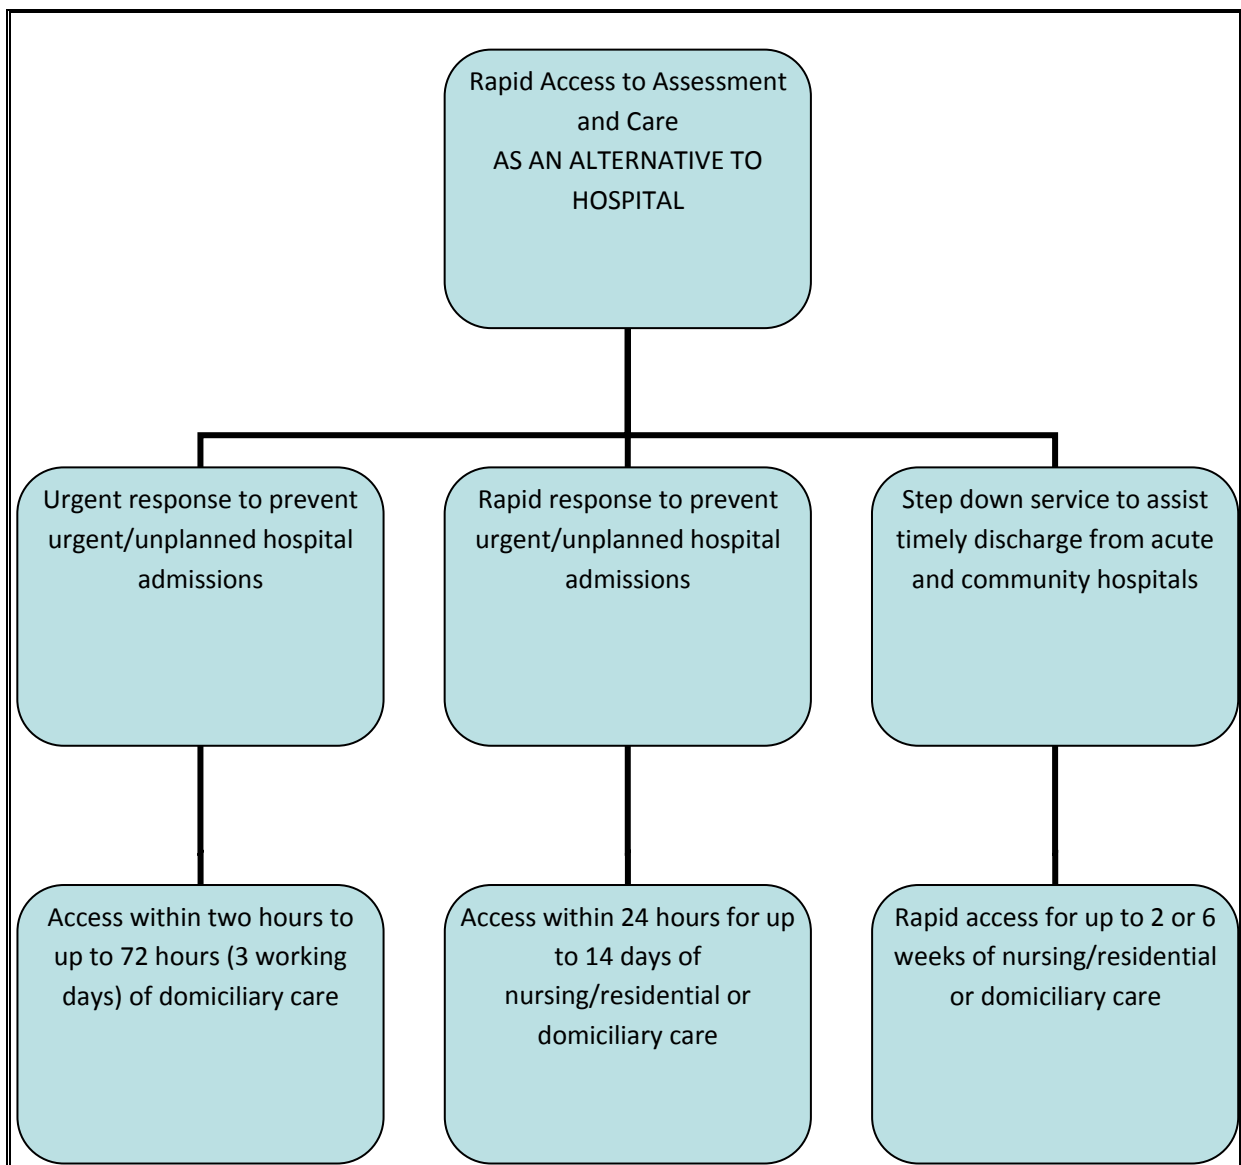 Rapid Access to Assessment
and Care
AS AN ALTERNATIVE TO
HOSPITAL
Urgent response to prevent
urgent/unplanned hospital
admissions
Rapid response to prevent
urgent/unplanned hospital
admissions
Step down service to assist
timely discharge from acute
and community hospitals
Access within two hours to
up to 72 hours (3 working
days) of domiciliary care
Access within 24 hours for up
to 14 days of
nursing/residential or
domiciliary care
Rapid access for up to 2 or 6
weeks of nursing/residential
or domiciliary care